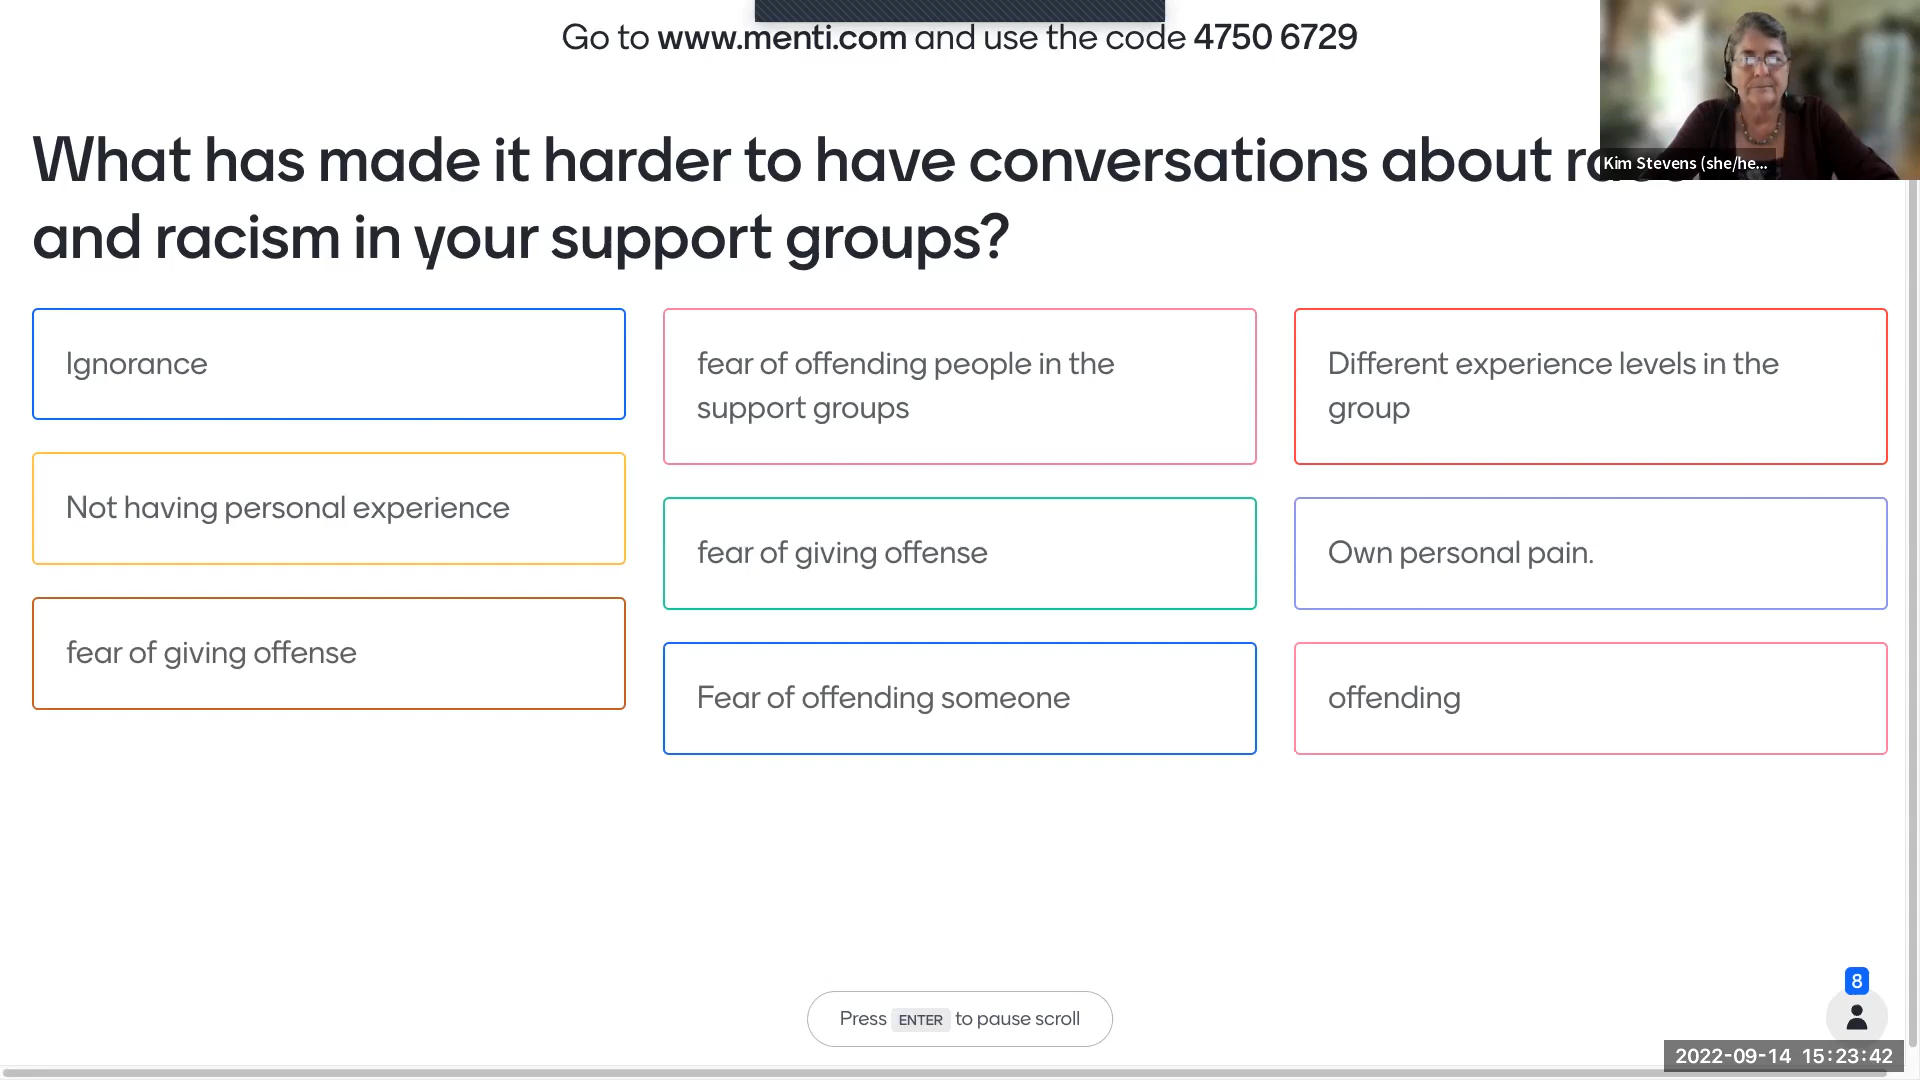 Go to www.menti.com and use the code 4750 6729
What has made it harder to have conversations about
and racism in your support groups?
Kim Stevens (she/he...
Ignorance
Not having personal experience
fear of giving offense
fear of offending people in the
support groups
fear of giving offense
Fear of offending someone
Different experience levels in the
group
Own personal pain.
offending
Press ENTER to pause scroll
8
2022-09-14 15:23:42